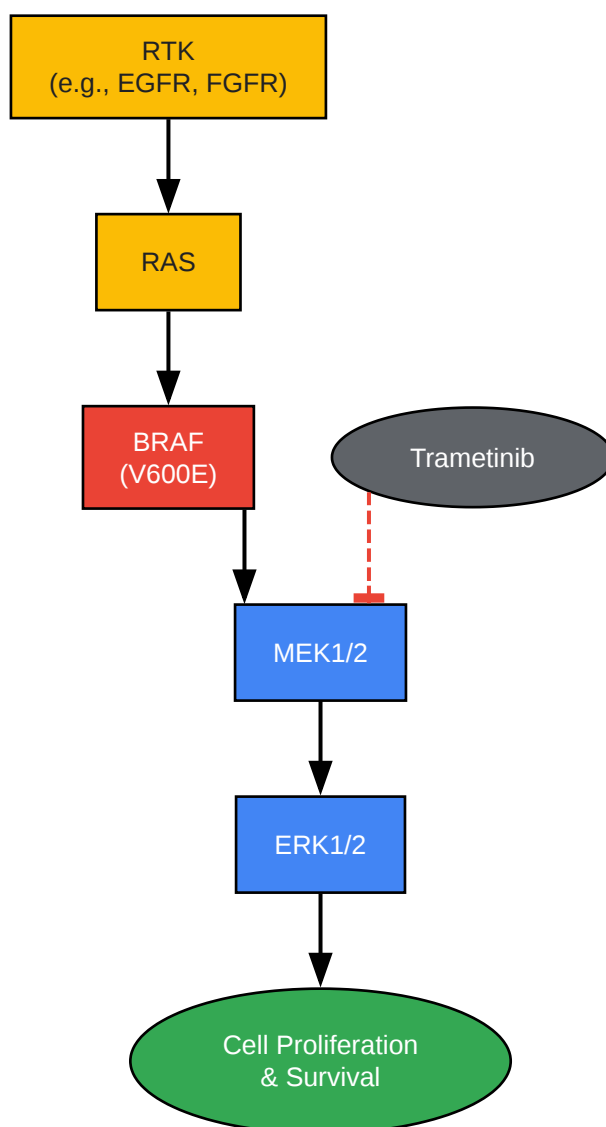 RTK
(e.g., EGFR, FGFR)
RAS
BRAF
(V600E)
Trametinib
MEK1/2
ERK1/2
Cell Proliferation
& Survival